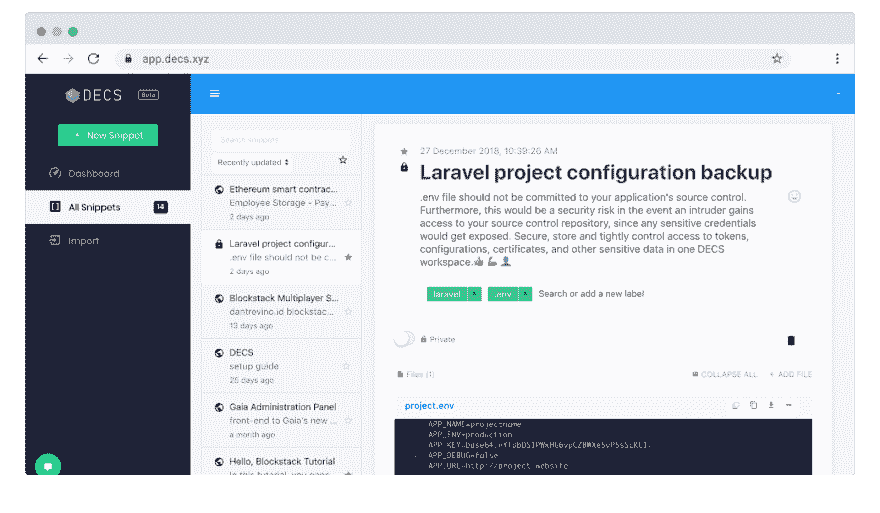 app.decs.xyz
DECS Beta
+ New Snippet
Dashboard
All Snippets 14
Import
Search snippets
Recently updated
Ethereum smart contrac...
Employee Storage - Psy...
2 days ago
Laravel project configur...
.env file should not be c...
2 days ago
Blockstack Multiplayer S...
dantrevino.id blockstac...
19 days ago
DECS
setup guide
25 days ago
Gaia Administration Panel
front-end to Gaia's new ...
a month ago
Hello, Blockstack Tutorial
27 December 2018, 10:39:26 AM
Laravel project configuration backup
.env file should not be committed to your application's source control.
Furthermore, this would be a security risk in the event an intruder gains
access to your source control repository, since any sensitive credentials
would get exposed. Secure, store and tightly control access to tokens,
configurations, certificates, and other sensitive data in one DECS
workspace.👍 💪 👤
laravel × .env × Search or add a new label
Private
Files (1) COLLAPSE ALL + ADD FILE
project.env
APP_NAME=projectname
APP_ENV=production
APP_DEBUG=false
APP_URL=http://project.website